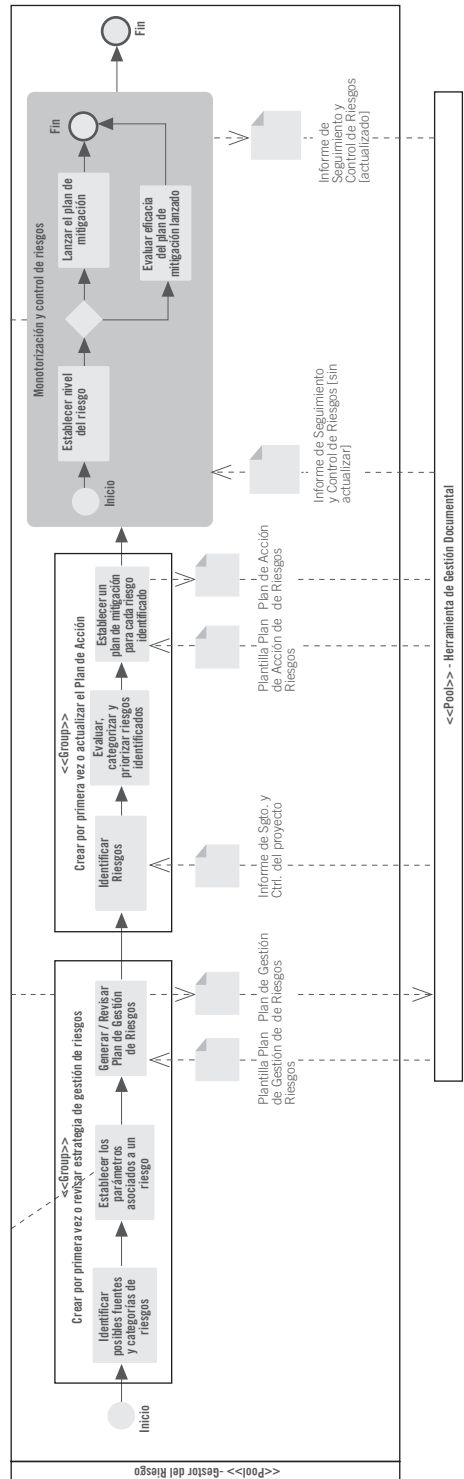 <<Pool>> -Gestor del Riesgo
Inicio
<<Group>>
Crear por primera vez o revisar estrategia de gestión de riesgos
Identificar
posibles fuentes
y categorías de
riesgos
Establecer los
parámetros
asociados a un
riesgo
Generar / Revisar
Plan de Gestión
de Riesgos
Plantilla Plan
de Gestión de
Riesgos
Plan de Gestión
de Riesgos
<<Group>>
Crear por primera vez o actualizar el Plan de Acción
Identificar
Riesgos
Evaluar,
categorizar y
priorizar riesgos
identificados
Establecer un
plan de mitigación
para cada riesgo
identificado
Informe de Sgto. y
Ctrl. del proyecto
Plantilla Plan
de Acción de
Riesgos
Plan de Acción
de Riesgos
Monotorización y control de riesgos
Inicio
Establecer nivel
del riesgo
Lanzar el plan de
mitigación
Evaluar eficacia
del plan de
mitigación lanzado
Fin
Fin
Informe de Seguimiento
y Control de Riesgos [sin
actualizar]
Informe de
Seguimiento y
Control de Riesgos
[actualizado]
<<Pool>> - Herramienta de Gestión Documental